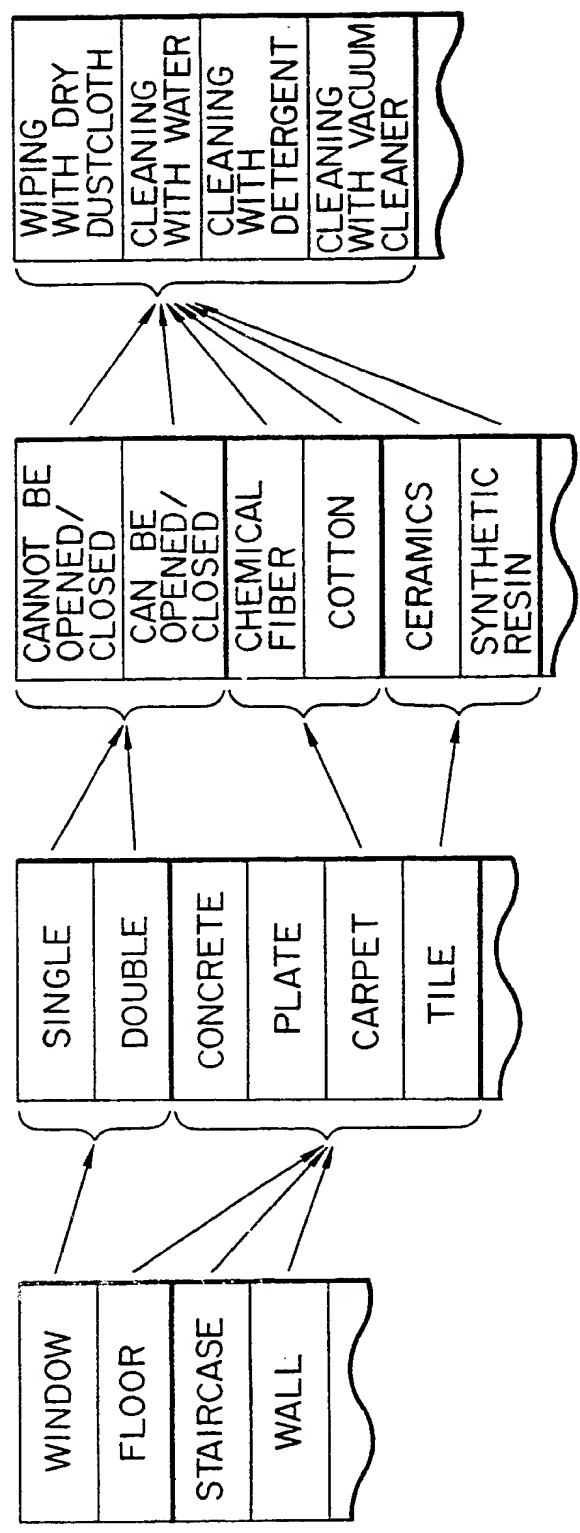 WINDOW
FLOOR
STAIRCASE
WALL
SINGLE
DOUBLE
CONCRETE
PLATE
CARPET
TILE
CANNOT BE
OPENED/
CLOSED
CAN BE
OPENED/
CLOSED
CHEMICAL
FIBER
COTTON
CERAMICS
SYNTHETIC
RESIN
WIPING
WITH DRY
DUSTCLOTH
CLEANING
WITH WATER
CLEANING
WITH
DETERGENT
CLEANING
WITH VACUUM
CLEANER